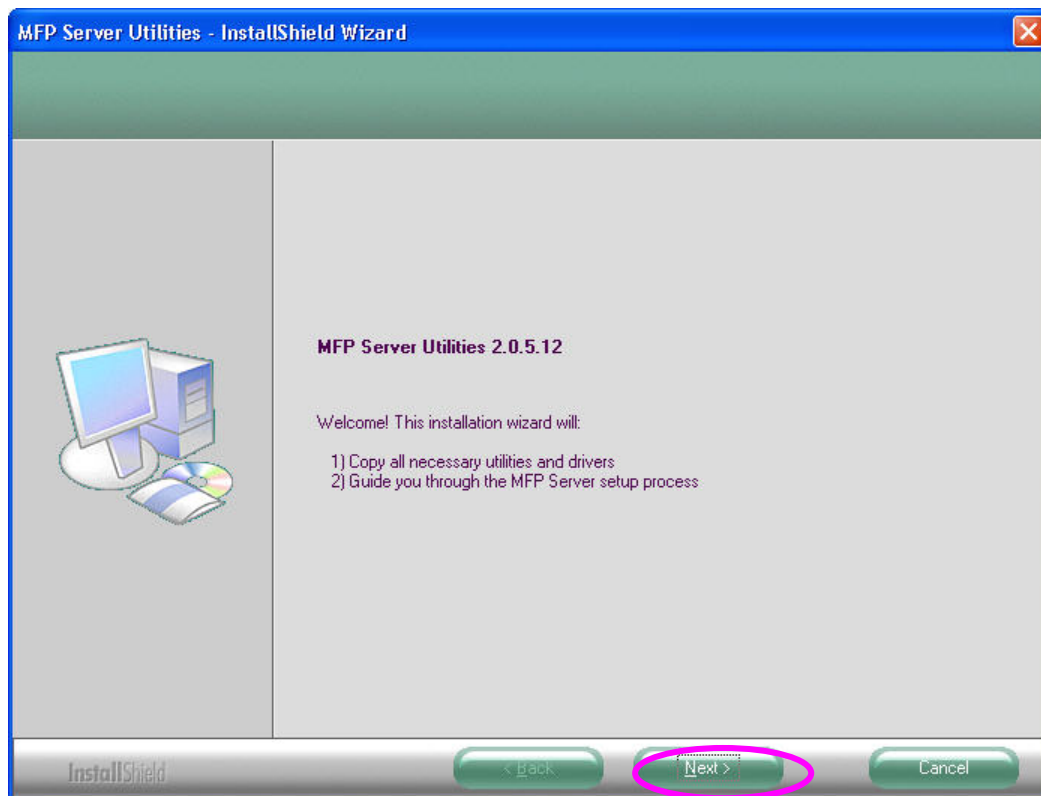 MFP Server Utilities - InstallShield Wizard
MFP Server Utilities 2.0.5.12
Welcome! This installation wizard will:
1) Copy all necessary utilities and drivers
2) Guide you through the MFP Server setup process
InstallShield
< Back
Next >
Cancel